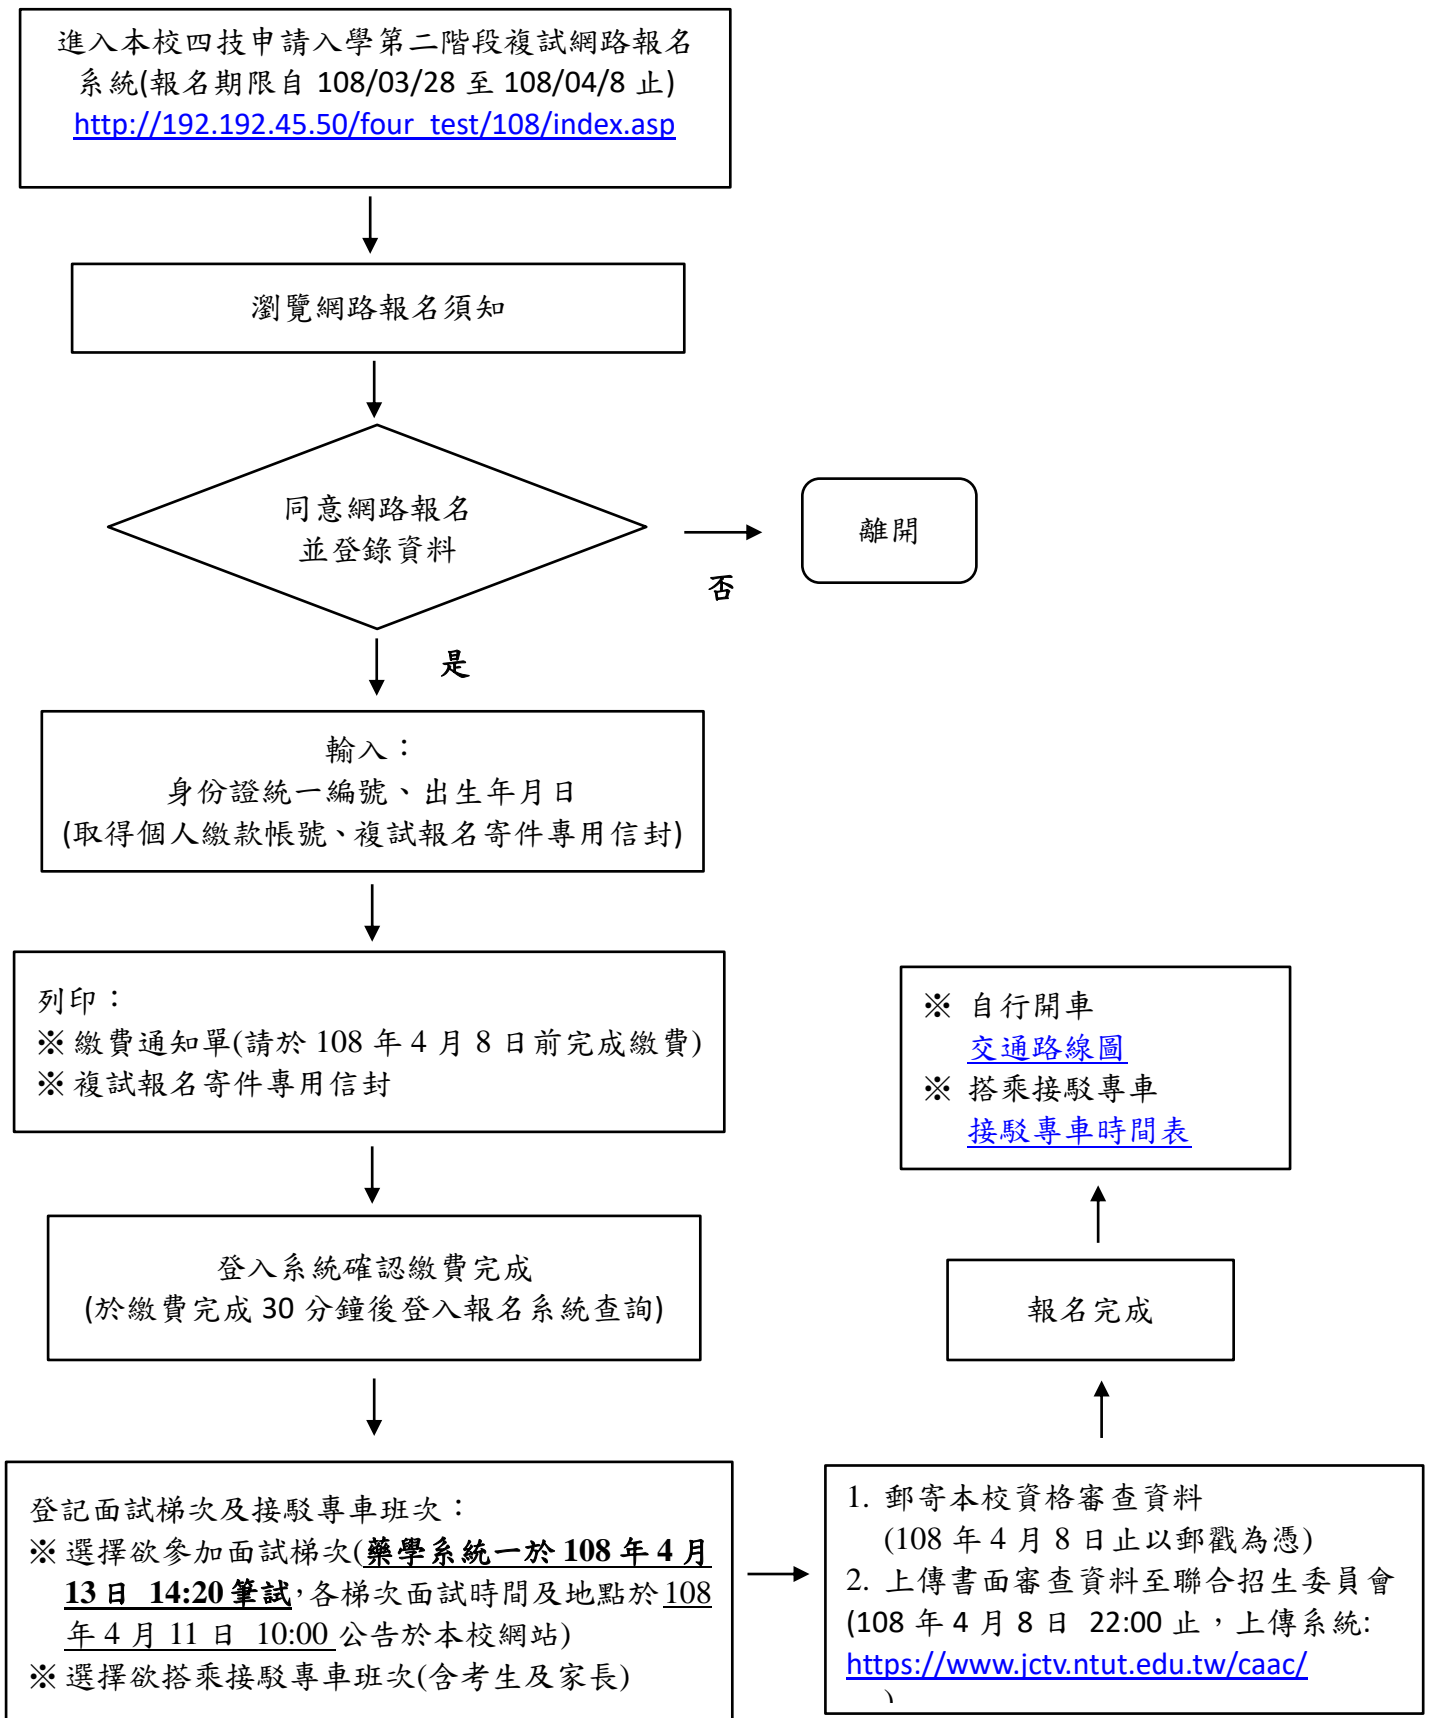 進入本校四技申請入學第二階段複試網路報名
系統(報名期限自 108/03/28 至 108/04/8 止)
http://192.192.45.50/four_test/108/index.asp
瀏覽網路報名須知
同意網路報名
並登錄資料
離開
否
是
輸入：
身份證統一編號、出生年月日
(取得個人繳款帳號、複試報名寄件專用信封)
列印：
※ 繳費通知單(請於 108 年 4 月 8 日前完成繳費)
※ 複試報名寄件專用信封
登入系統確認繳費完成
(於繳費完成 30 分鐘後登入報名系統查詢)
登記面試梯次及接駁專車班次：
※ 選擇欲參加面試梯次(藥學系統一於 108 年 4 月
13 日 14:20 筆試，各梯次面試時間及地點於 108
年 4 月 11 日 10:00 公告於本校網站)
※ 選擇欲搭乘接駁專車班次(含考生及家長)
1. 郵寄本校資格審查資料
(108 年 4 月 8 日止以郵戳為憑)
2. 上傳書面審查資料至聯合招生委員會
(108 年 4 月 8 日 22:00 止，上傳系統:
https://www.jctv.ntut.edu.tw/caac/
)
報名完成
※ 自行開車
交通路線圖
※ 搭乘接駁專車
接駁專車時間表